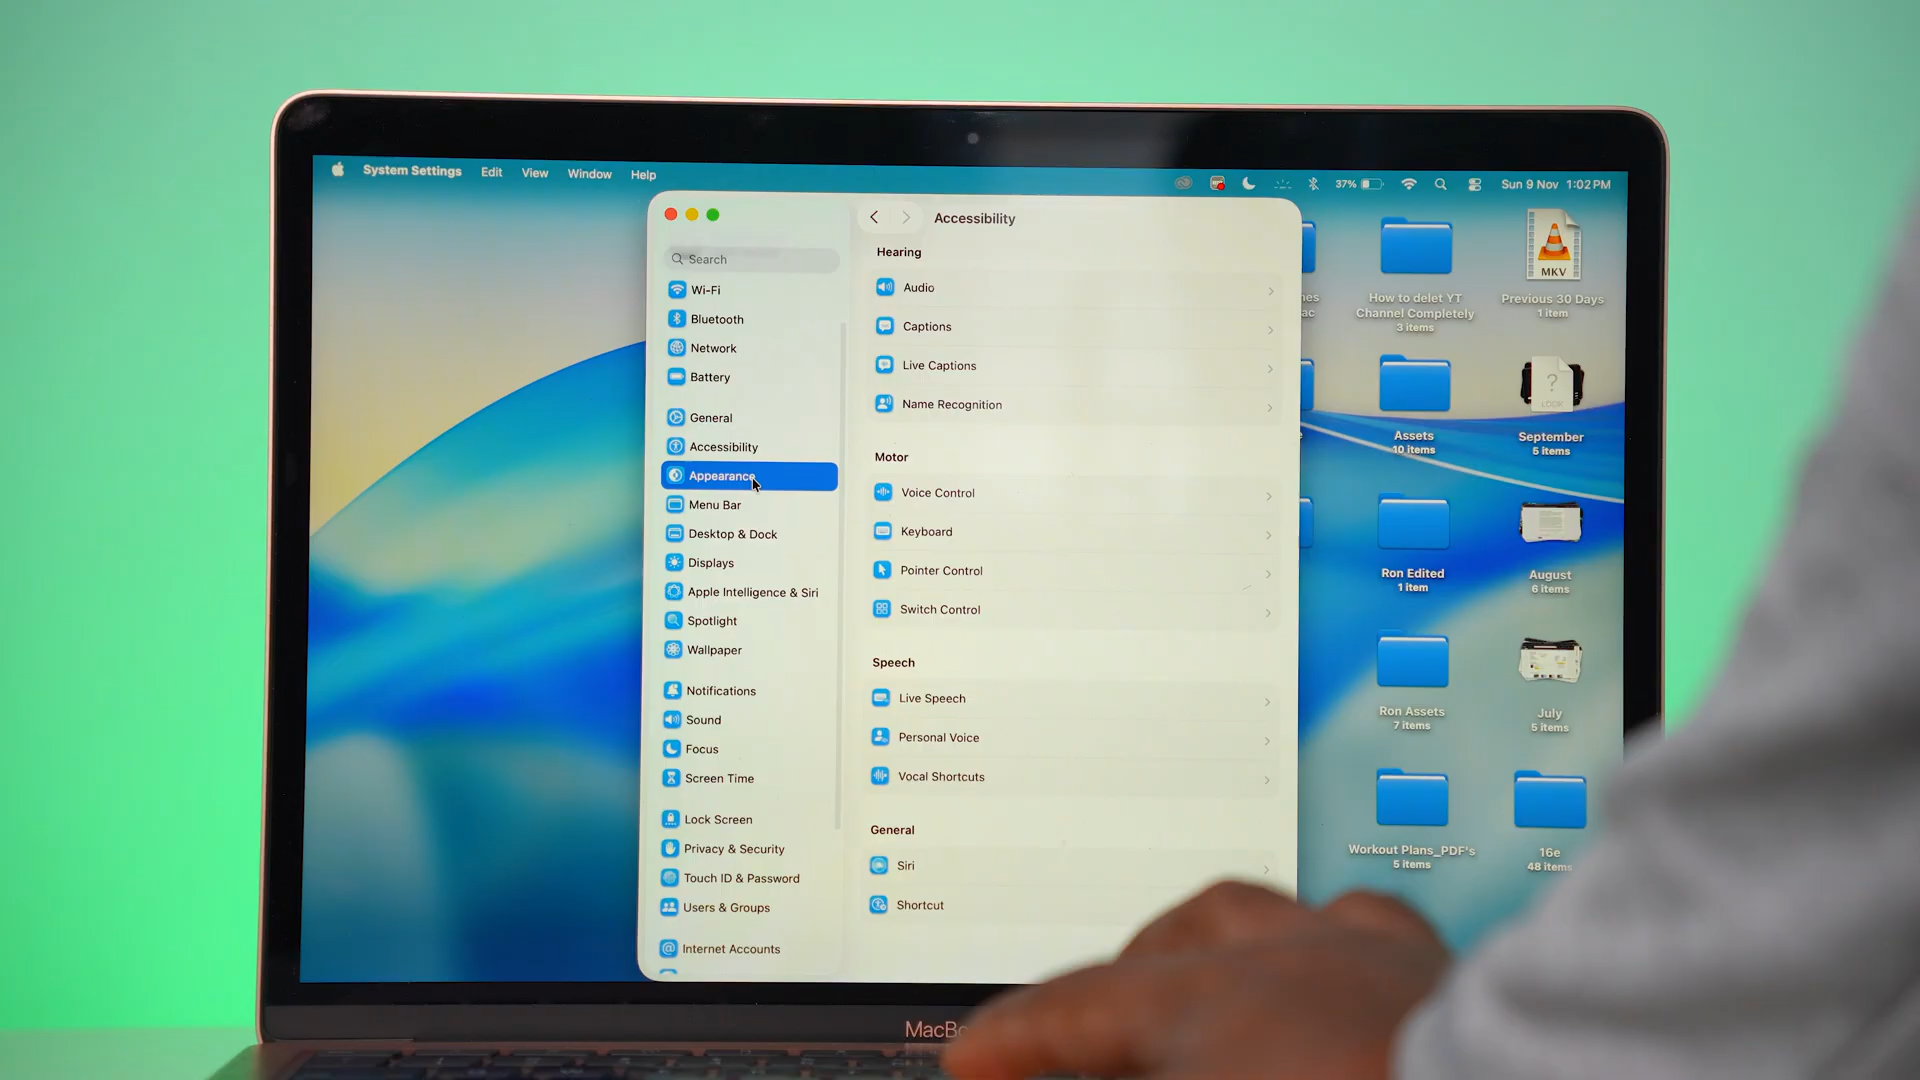 System Settings Edit View Window Help
37% Sun 9 Nov 1:02 PM
Search
Wi-Fi
Bluetooth
Network
Battery
General
Accessibility
Appearance
Menu Bar
Desktop & Dock
Displays
Apple Intelligence & Siri
Spotlight
Wallpaper
Notifications
Sound
Focus
Screen Time
Lock Screen
Privacy & Security
Touch ID & Password
Users & Groups
Internet Accounts
Accessibility
Hearing
Audio
Captions
Live Captions
Name Recognition
Motor
Voice Control
Keyboard
Pointer Control
Switch Control
Speech
Live Speech
Personal Voice
Vocal Shortcuts
General
Siri
Shortcut
How to delet YT
Channel Completely
3 items
MKV
Previous 30 Days
1 item
Assets
10 items
September
5 items
Ron Edited
1 item
August
6 items
Ron Assets
7 items
July
5 items
Workout Plans_PDF's
5 items
16e
48 items